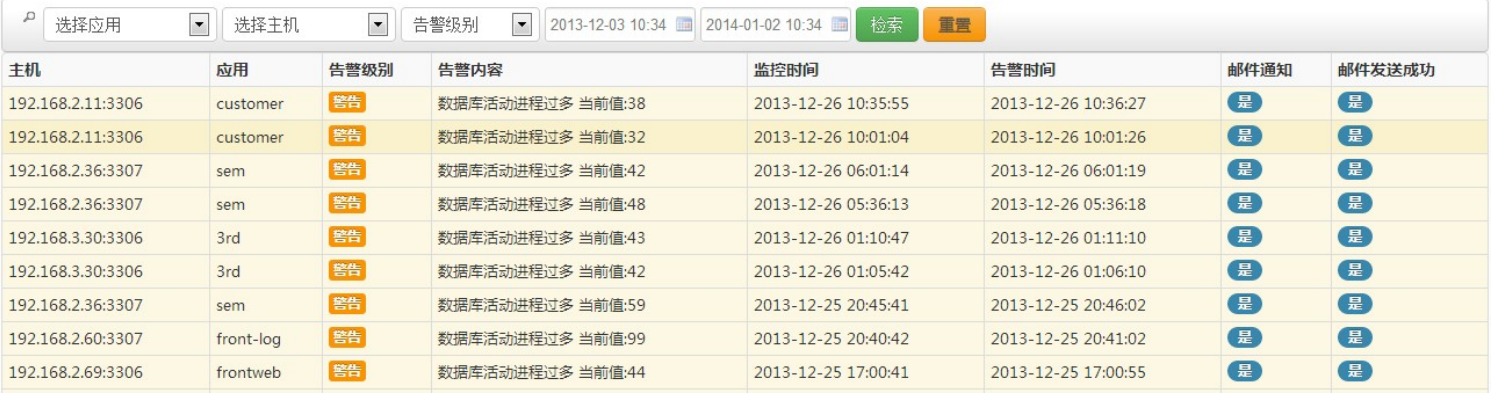 选择应用 选择主机 告警级别 2013-12-03 10:34 2014-01-02 10:34 检索 重置
主机 应用 告警级别 告警内容 监控时间 告警时间 邮件通知 邮件发送成功
192.168.2.11:3306 customer 警告 数据库活动进程过多 当前值:38 2013-12-26 10:35:55 2013-12-26 10:36:27 是 是
192.168.2.11:3306 customer 警告 数据库活动进程过多 当前值:32 2013-12-26 10:01:04 2013-12-26 10:01:26 是 是
192.168.2.36:3307 sem 警告 数据库活动进程过多 当前值:42 2013-12-26 06:01:14 2013-12-26 06:01:19 是 是
192.168.2.36:3307 sem 警告 数据库活动进程过多 当前值:48 2013-12-26 05:36:13 2013-12-26 05:36:18 是 是
192.168.3.30:3306 3rd 警告 数据库活动进程过多 当前值:43 2013-12-26 01:10:47 2013-12-26 01:11:10 是 是
192.168.3.30:3306 3rd 警告 数据库活动进程过多 当前值:42 2013-12-26 01:05:42 2013-12-26 01:06:10 是 是
192.168.2.36:3307 sem 警告 数据库活动进程过多 当前值:59 2013-12-25 20:45:41 2013-12-25 20:46:02 是 是
192.168.2.60:3307 front-log 警告 数据库活动进程过多 当前值:99 2013-12-25 20:40:42 2013-12-25 20:41:02 是 是
192.168.2.69:3306 frontweb 警告 数据库活动进程过多 当前值:44 2013-12-25 17:00:41 2013-12-25 17:00:55 是 是